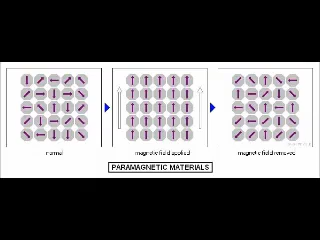 normal
magnetic field applied
magnetic field removed
PARAMAGNETIC MATERIALS